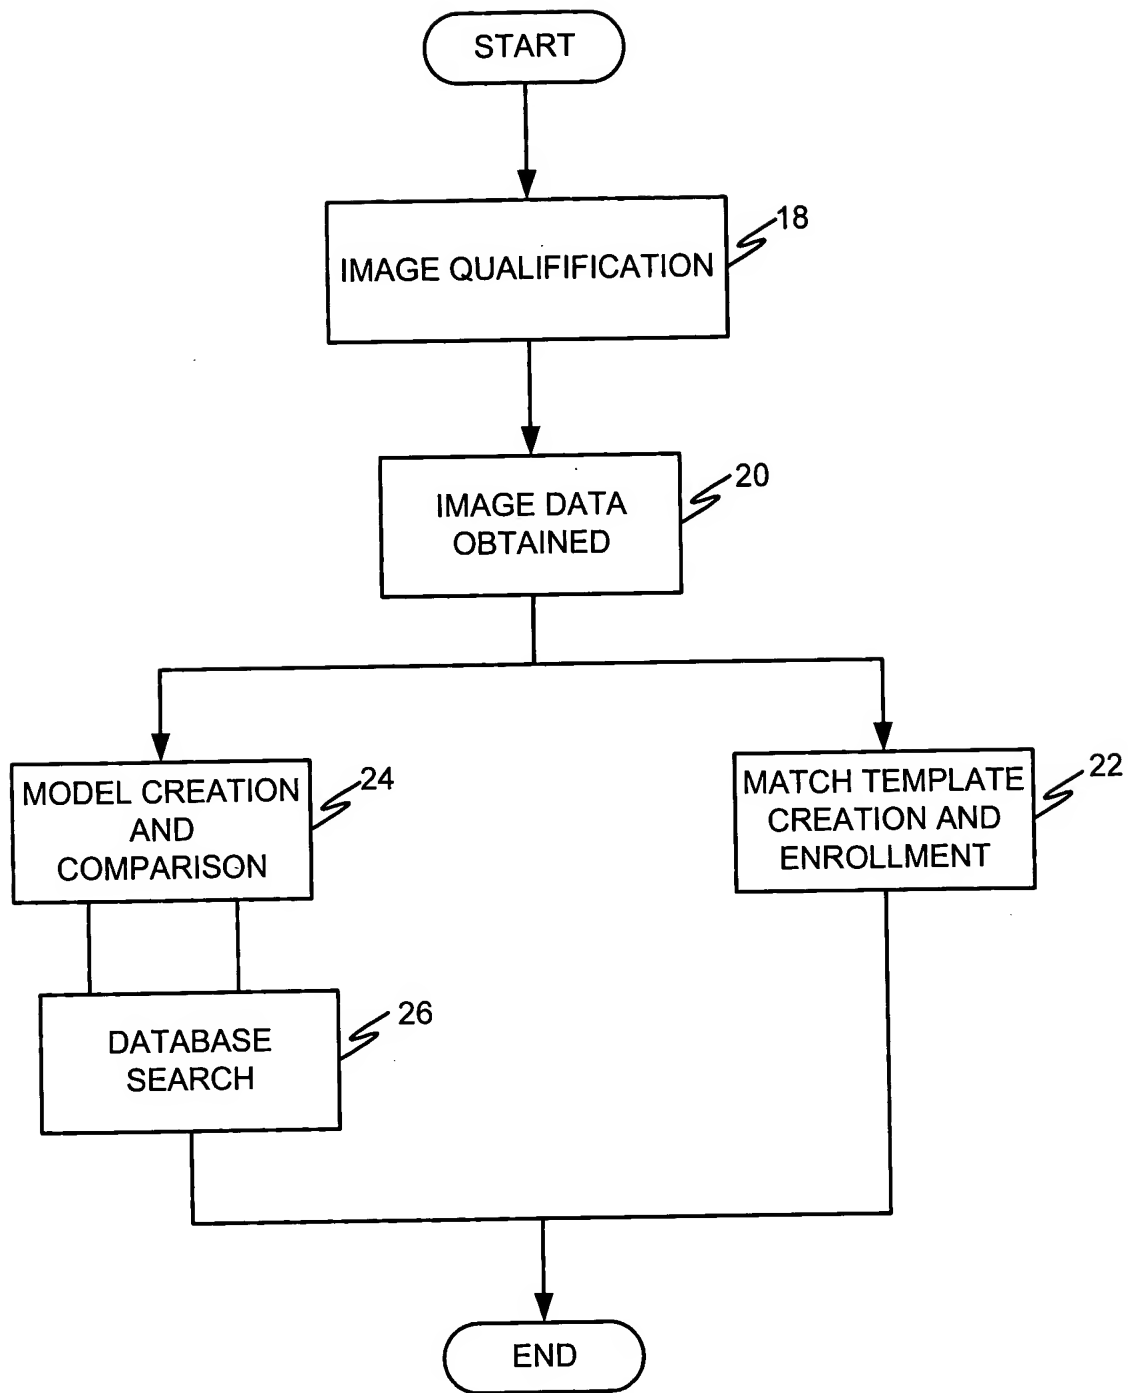 START
18
IMAGE QUALIFIFICATION
20
IMAGE DATA
OBTAINED
24
MODEL CREATION
AND
COMPARISON
22
MATCH TEMPLATE
CREATION AND
ENROLLMENT
26
DATABASE
SEARCH
END